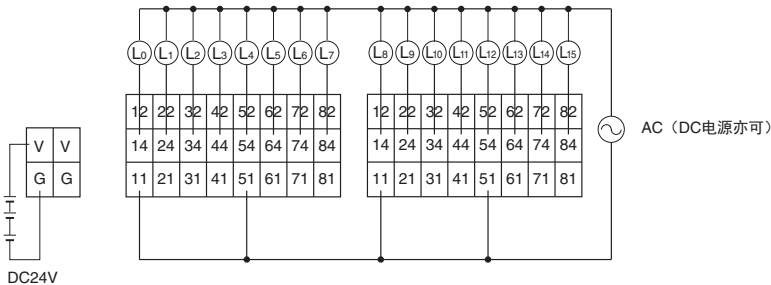 L0 L1 L2 L3 L4 L5 L6 L7 L8 L9 L10 L11 L12 L13 L14 L15
12 22 32 42 52 62 72 82 12 22 32 42 52 62 72 82
AC（DC电源亦可）
V V 14 24 34 44 54 64 74 84 14 24 34 44 54 64 74 84
G G 11 21 31 41 51 61 71 81 11 21 31 41 51 61 71 81
DC24V